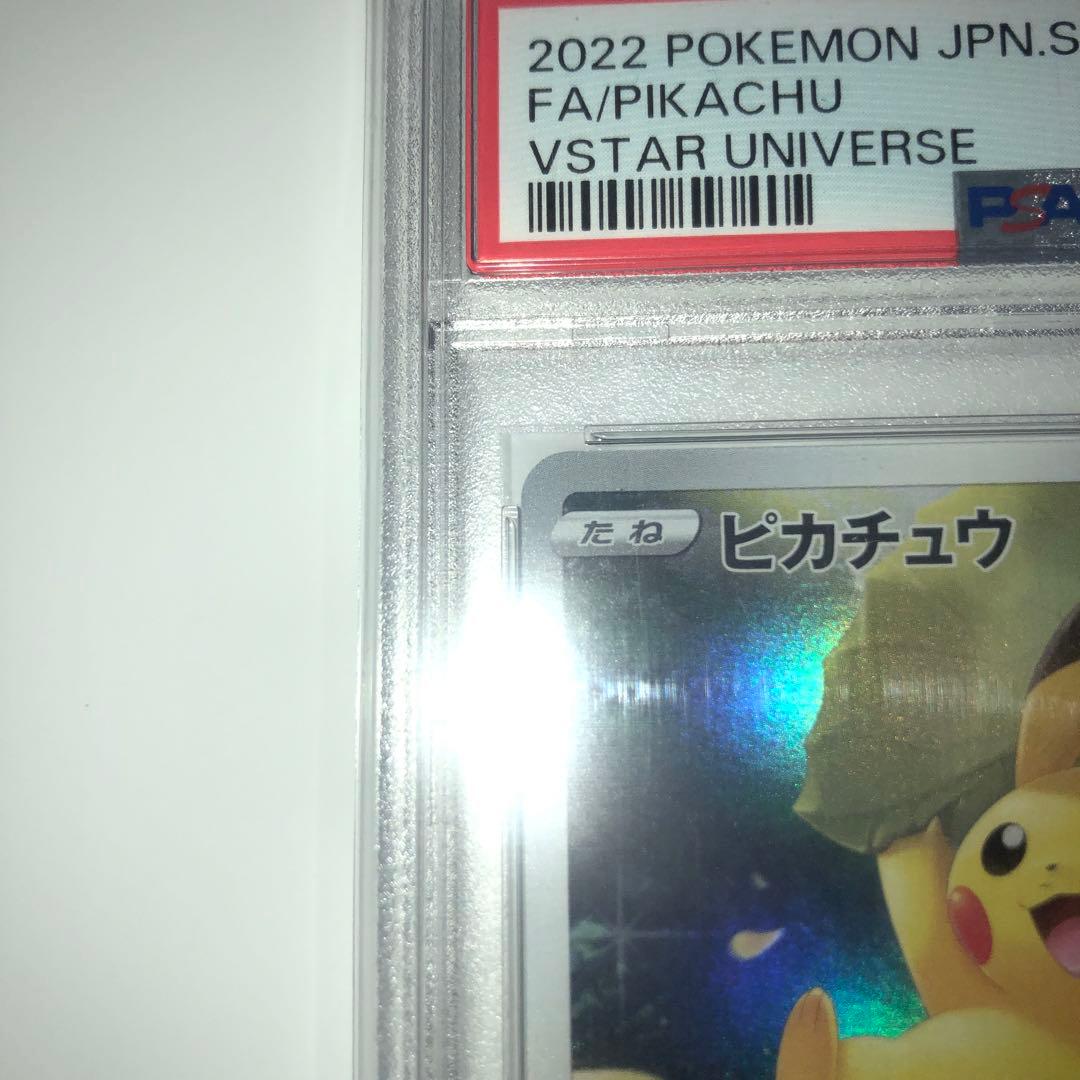 2022 POKEMON JPN.S
FA/PIKACHU
VSTAR UNIVERSE
PSA
たね ピカチュウ